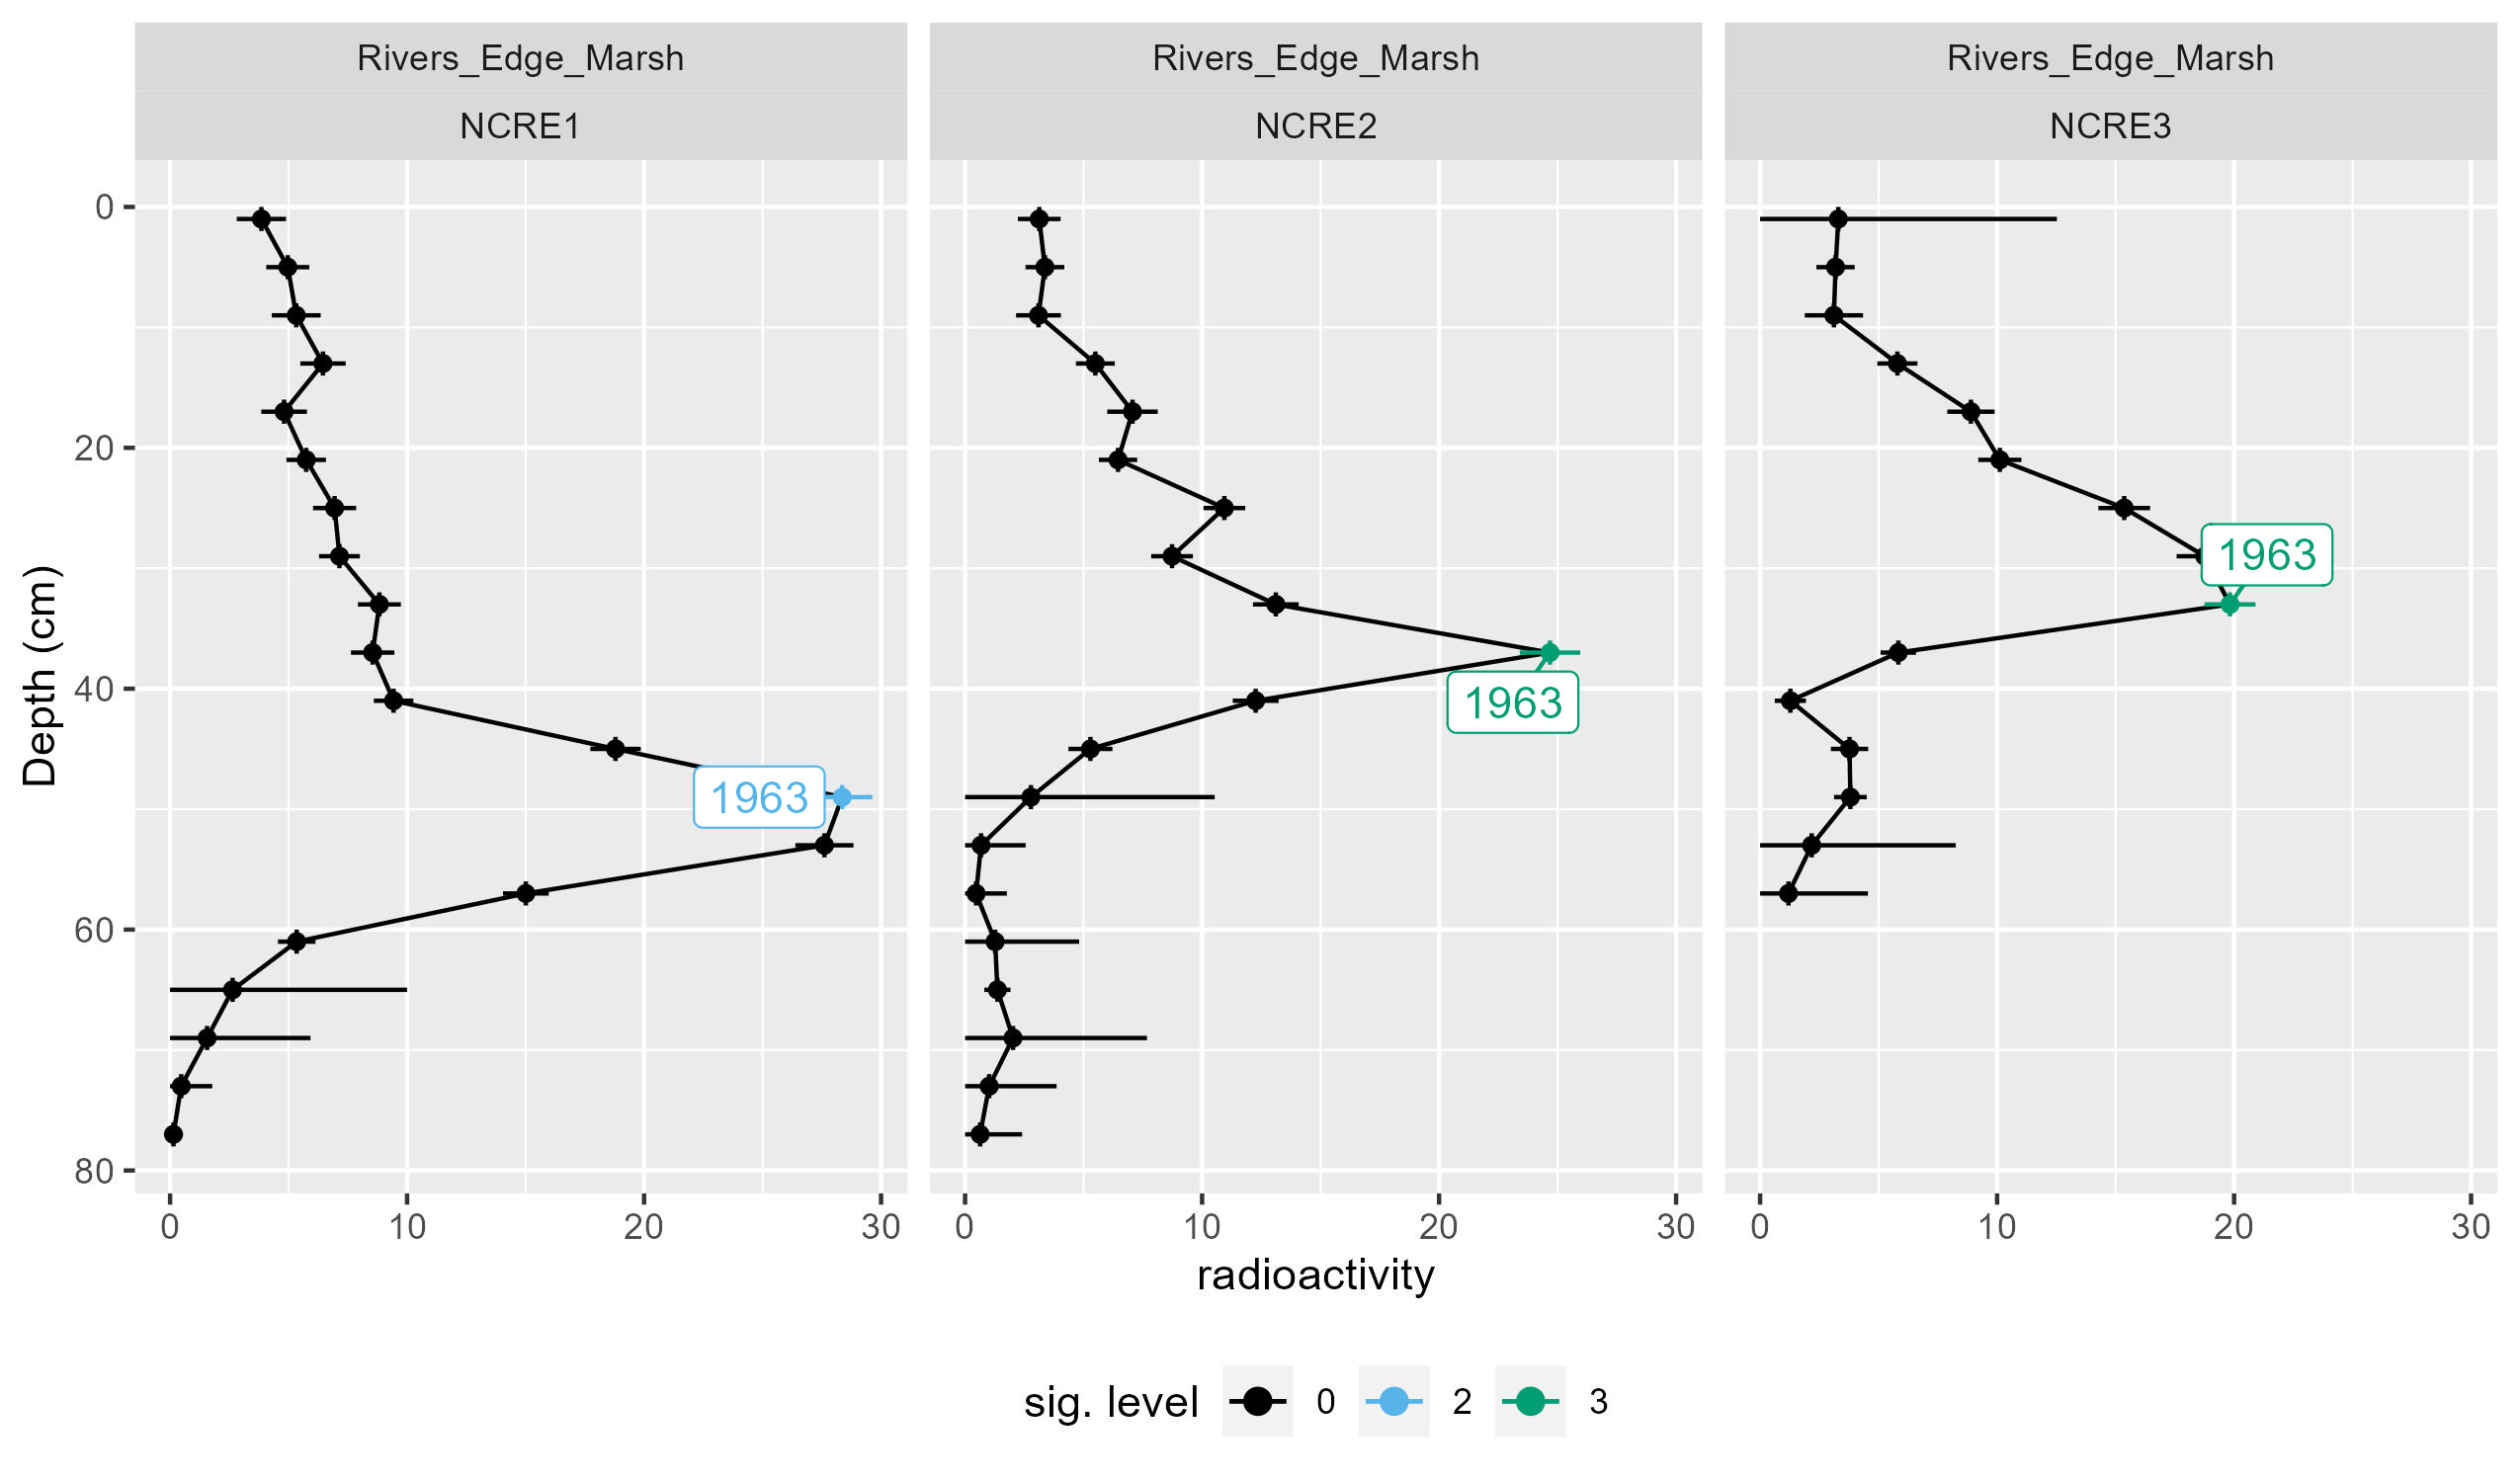 Rivers_Edge_Marsh Rivers_Edge_Marsh Rivers_Edge_Marsh
NCRE1 NCRE2 NCRE3
0
20
40
60
80
Depth (cm)
1963
1963
1963
0 10 20 30 0 10 20 30 0 10 20 30
radioactivity
sig. level 0 2 3